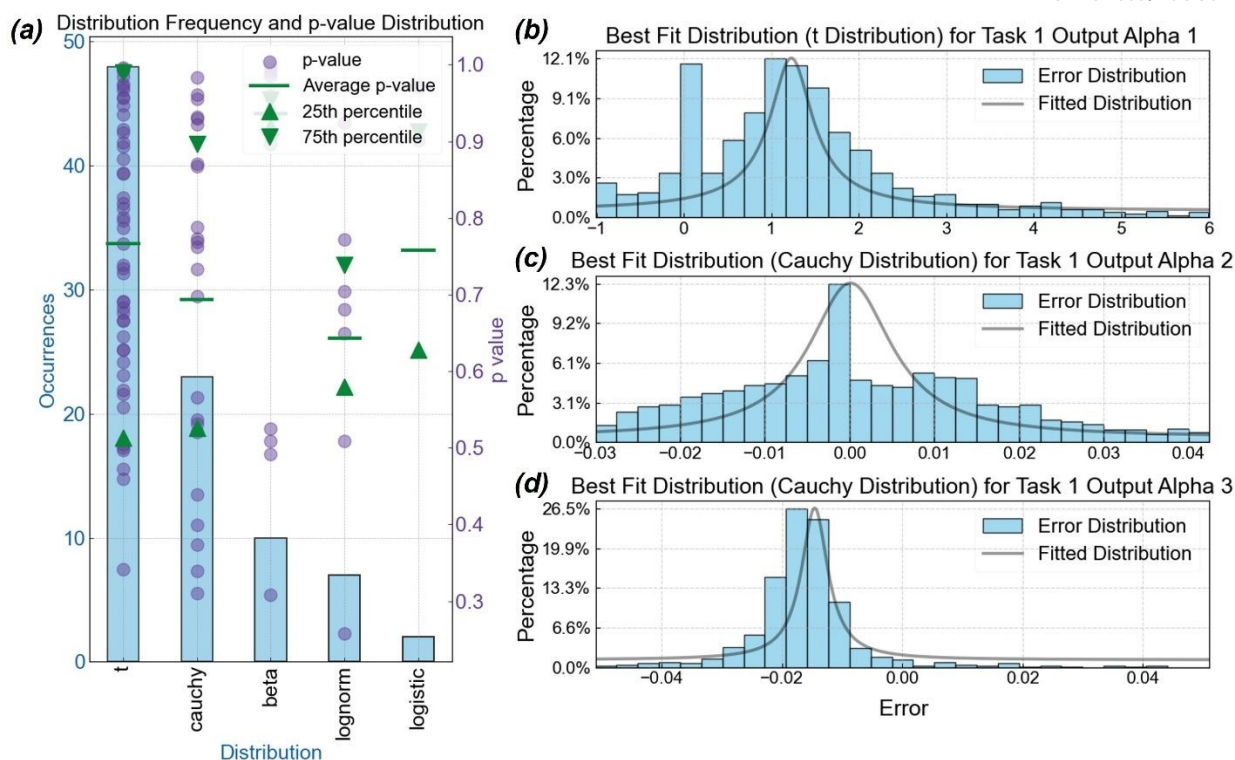 (a) Distribution Frequency and p-value Distribution
50
40
30
20
10
0
Occurrences
p-value
Average p-value
25th percentile
75th percentile
1.0
0.9
0.8
0.7
0.6
0.5
0.4
0.3
p value
t
cauchy
beta
lognorm
logistic
Distribution
(b) Best Fit Distribution (t Distribution) for Task 1 Output Alpha 1
Percentage
12.1%
9.1%
6.0%
3.0%
0.0%
Error Distribution
Fitted Distribution
−1 0 1 2 3 4 5 6
(c) Best Fit Distribution (Cauchy Distribution) for Task 1 Output Alpha 2
Percentage
12.3%
9.2%
6.1%
3.1%
0.0%
Error Distribution
Fitted Distribution
−0.03 −0.02 −0.01 0.00 0.01 0.02 0.03 0.04
(d) Best Fit Distribution (Cauchy Distribution) for Task 1 Output Alpha 3
Percentage
26.5%
19.9%
13.3%
6.6%
0.0%
Error Distribution
Fitted Distribution
−0.04 −0.02 0.00 0.02 0.04
Error